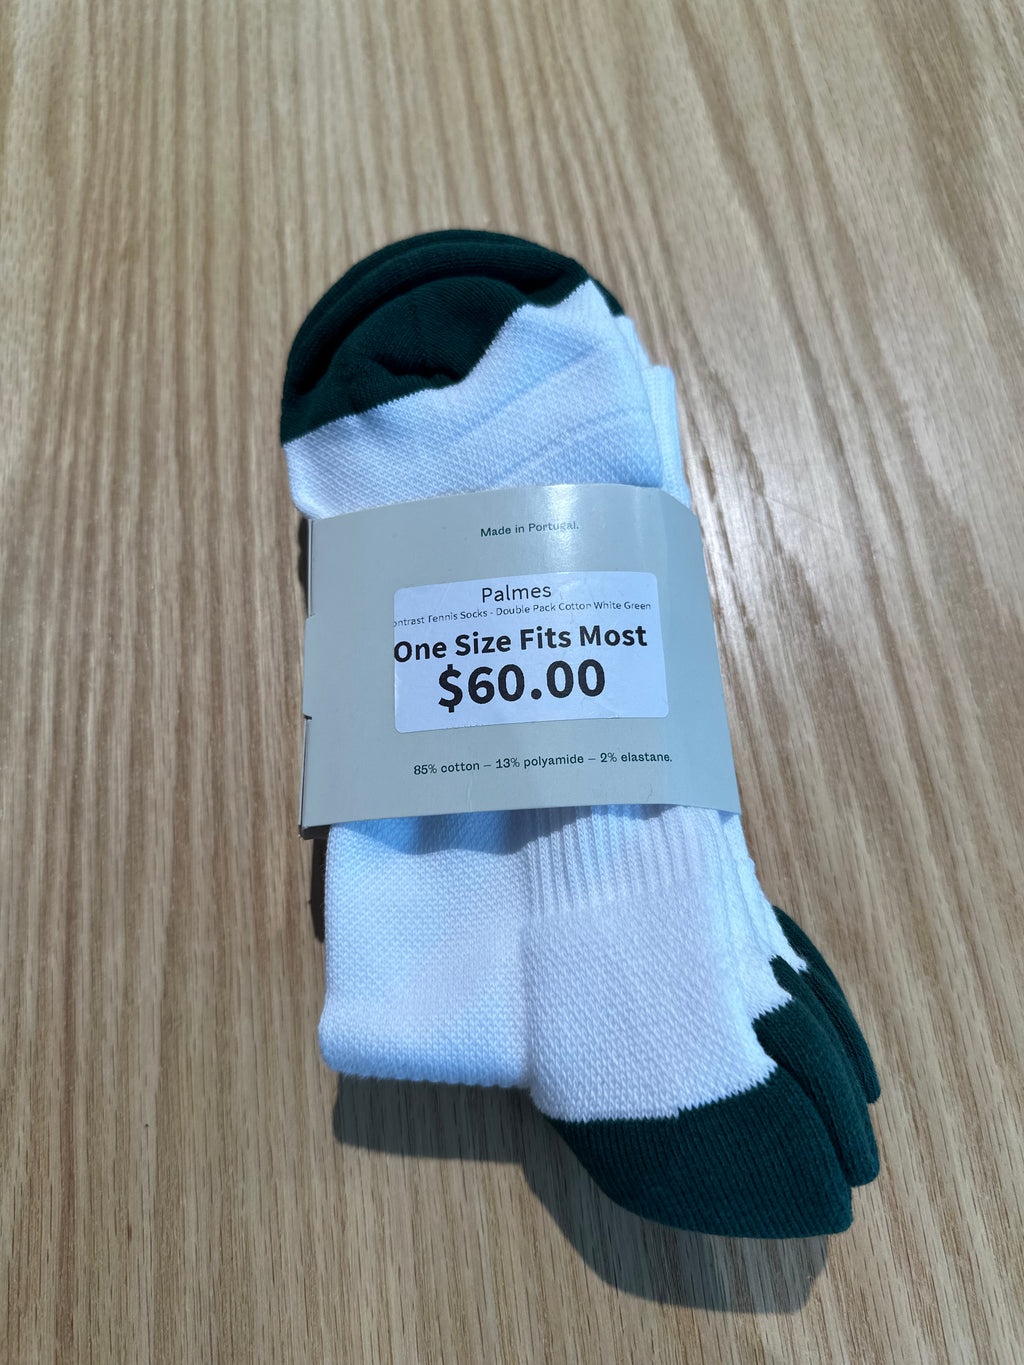 Made in Portugal.
Palmes
ontrast Tennis Socks - Double Pack Cotton White Green
One Size Fits Most
$60.00
85% cotton – 13% polyamide – 2% elastane.